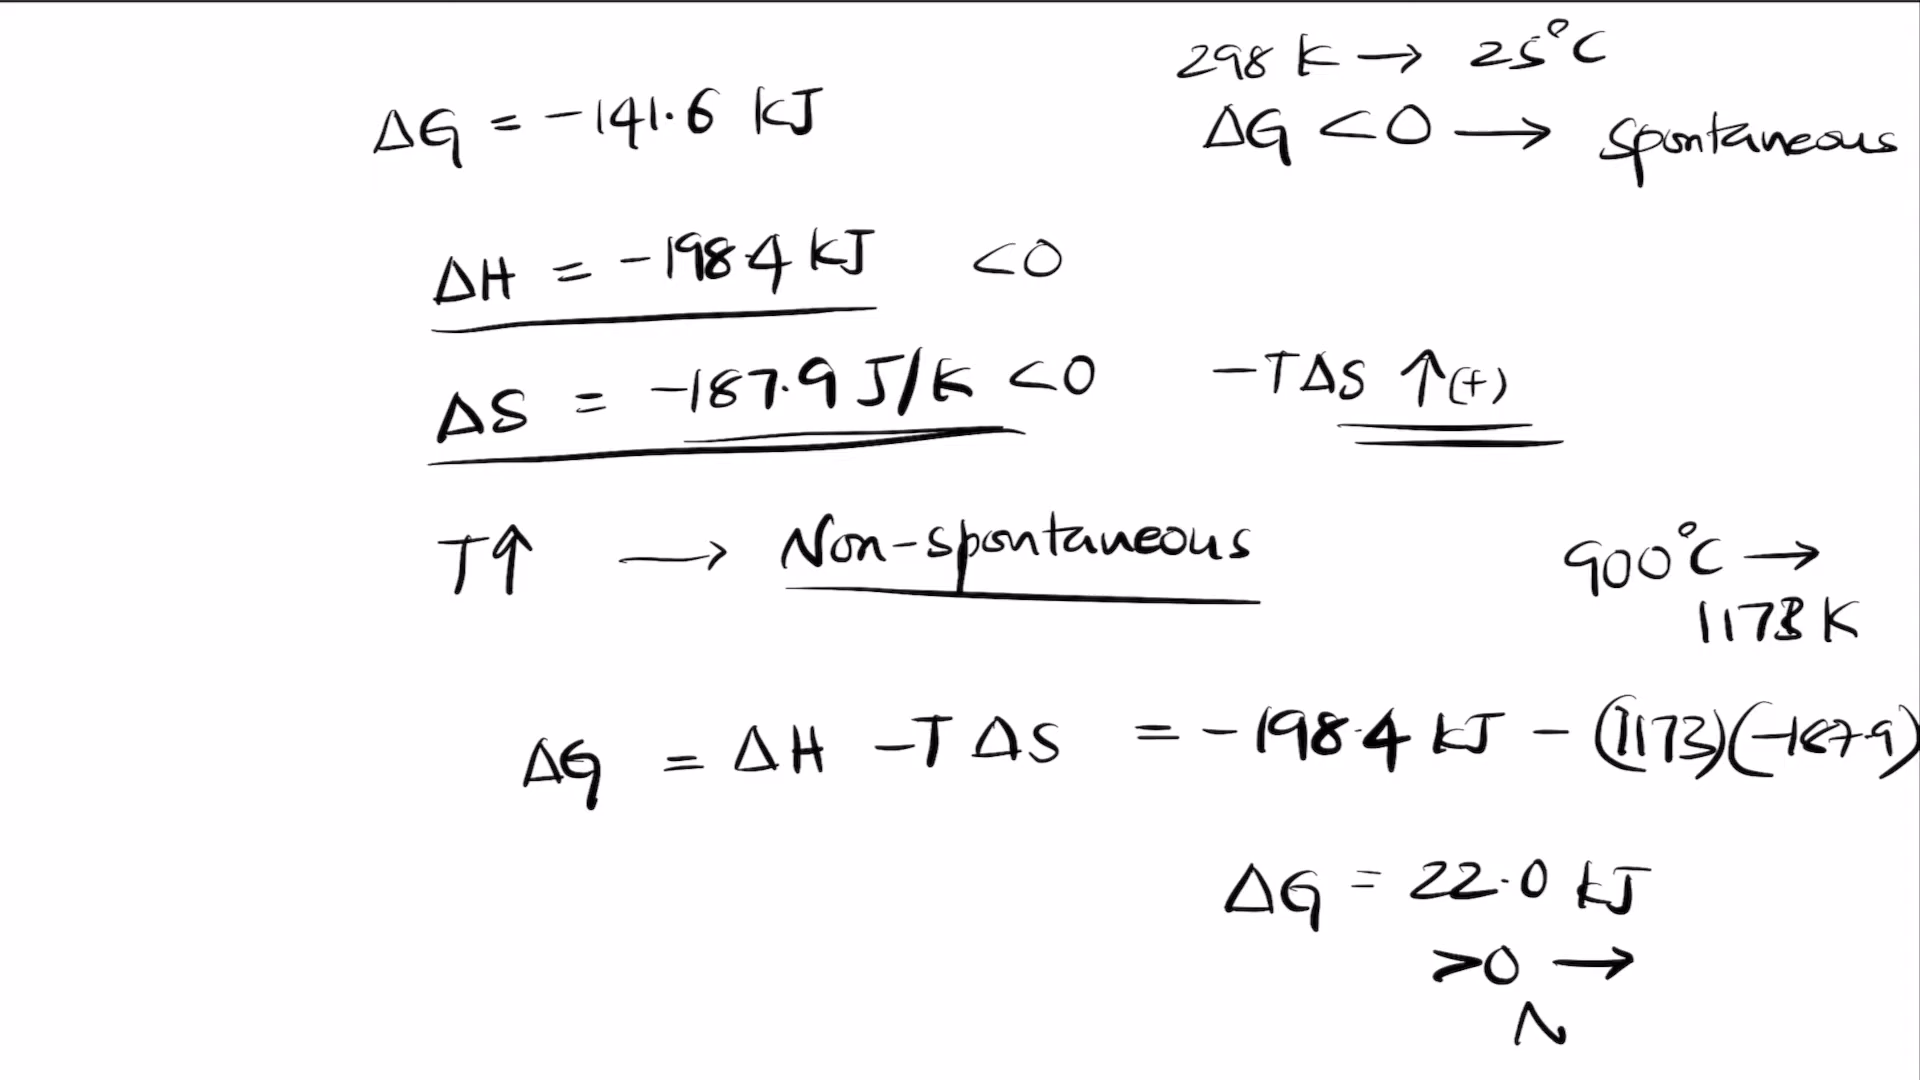 298 K → 25°C
ΔG = -141.6 kJ
ΔG < 0 → Spontaneous
ΔH = -198.4 kJ < 0
ΔS = -187.9 J/K < 0 -TΔS ↑(+)
T↑ → Non-spontaneous
900°C →
1173 K
ΔG = ΔH - TΔS = -198.4 kJ - (1173)(-187.9)
ΔG = 22.0 kJ
>0 →
N